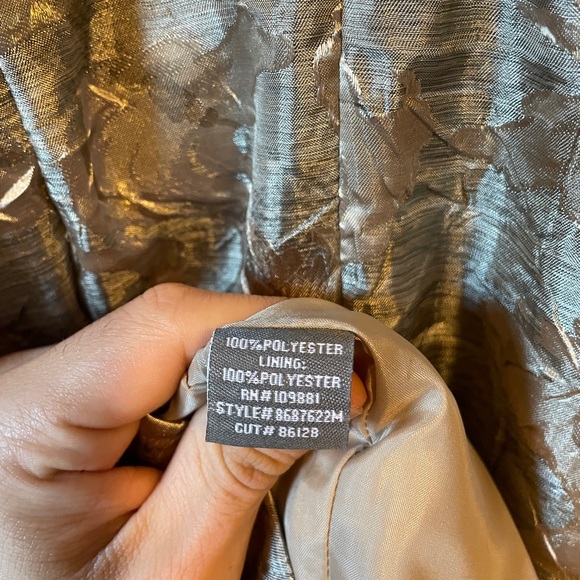 100%POLYESTER
LINING:
100%POLYESTER
RN# 109881
STYLE# 8687622M
CUT# 86128